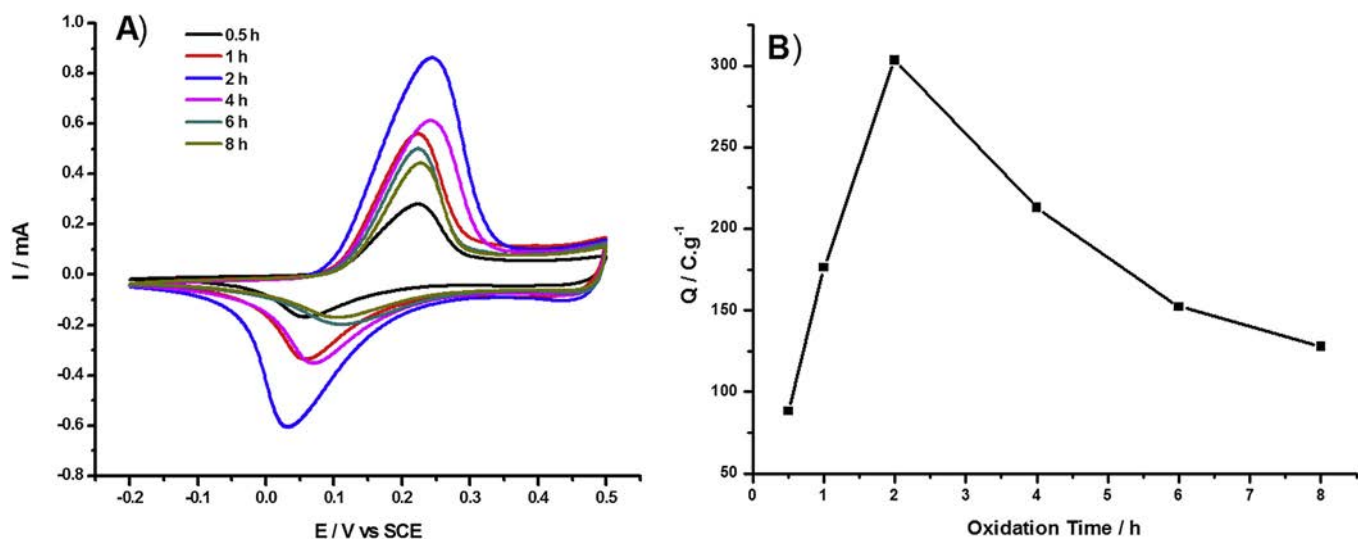 A)
0.5 h
1 h
2 h
4 h
6 h
8 h
1.0
0.8
0.6
0.4
0.2
0.0
-0.2
-0.4
-0.6
-0.8
I / mA
-0.2 -0.1 0.0 0.1 0.2 0.3 0.4 0.5
E / V vs SCE
B)
300
250
200
150
100
50
Q / C.g-1
0 1 2 3 4 5 6 7 8
Oxidation Time / h